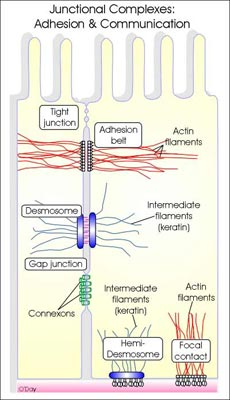 Junctional Complexes:
Adhesion & Communication
Tight
junction
Adhesion
belt
Actin
filaments
Desmosome
Intermediate
filaments
(keratin)
Gap junction
Connexons
Intermediate
filaments
(keratin)
Actin
filaments
Hemi-
Desmosome
Focal
contact
©'Day